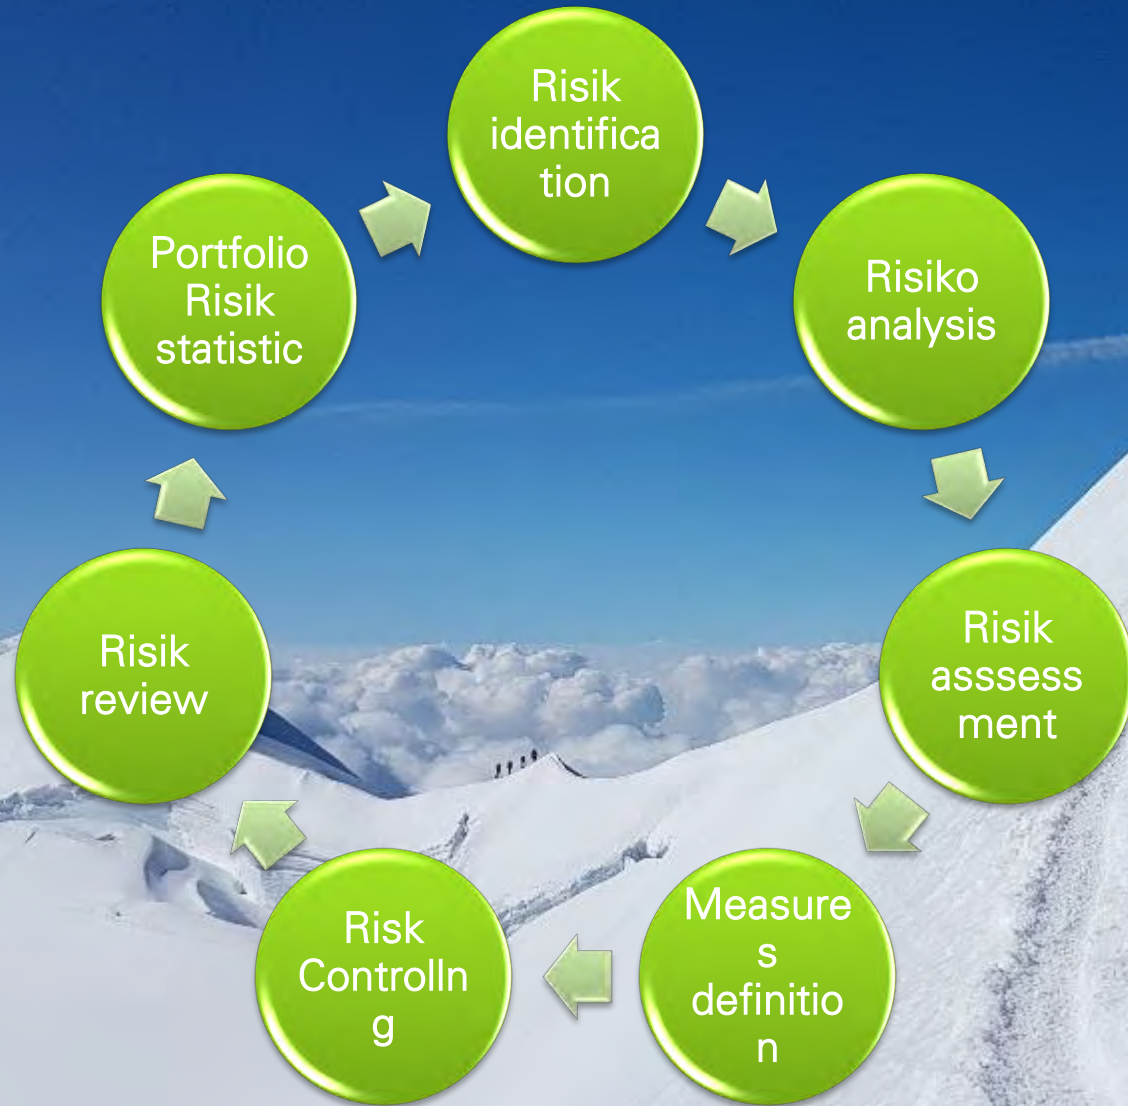 Risik
identifica
tion
Risiko
analysis
Risik
asssess
ment
Measure
s
definitio
n
Risk
Controlln
g
Risik
review
Portfolio
Risik
statistic